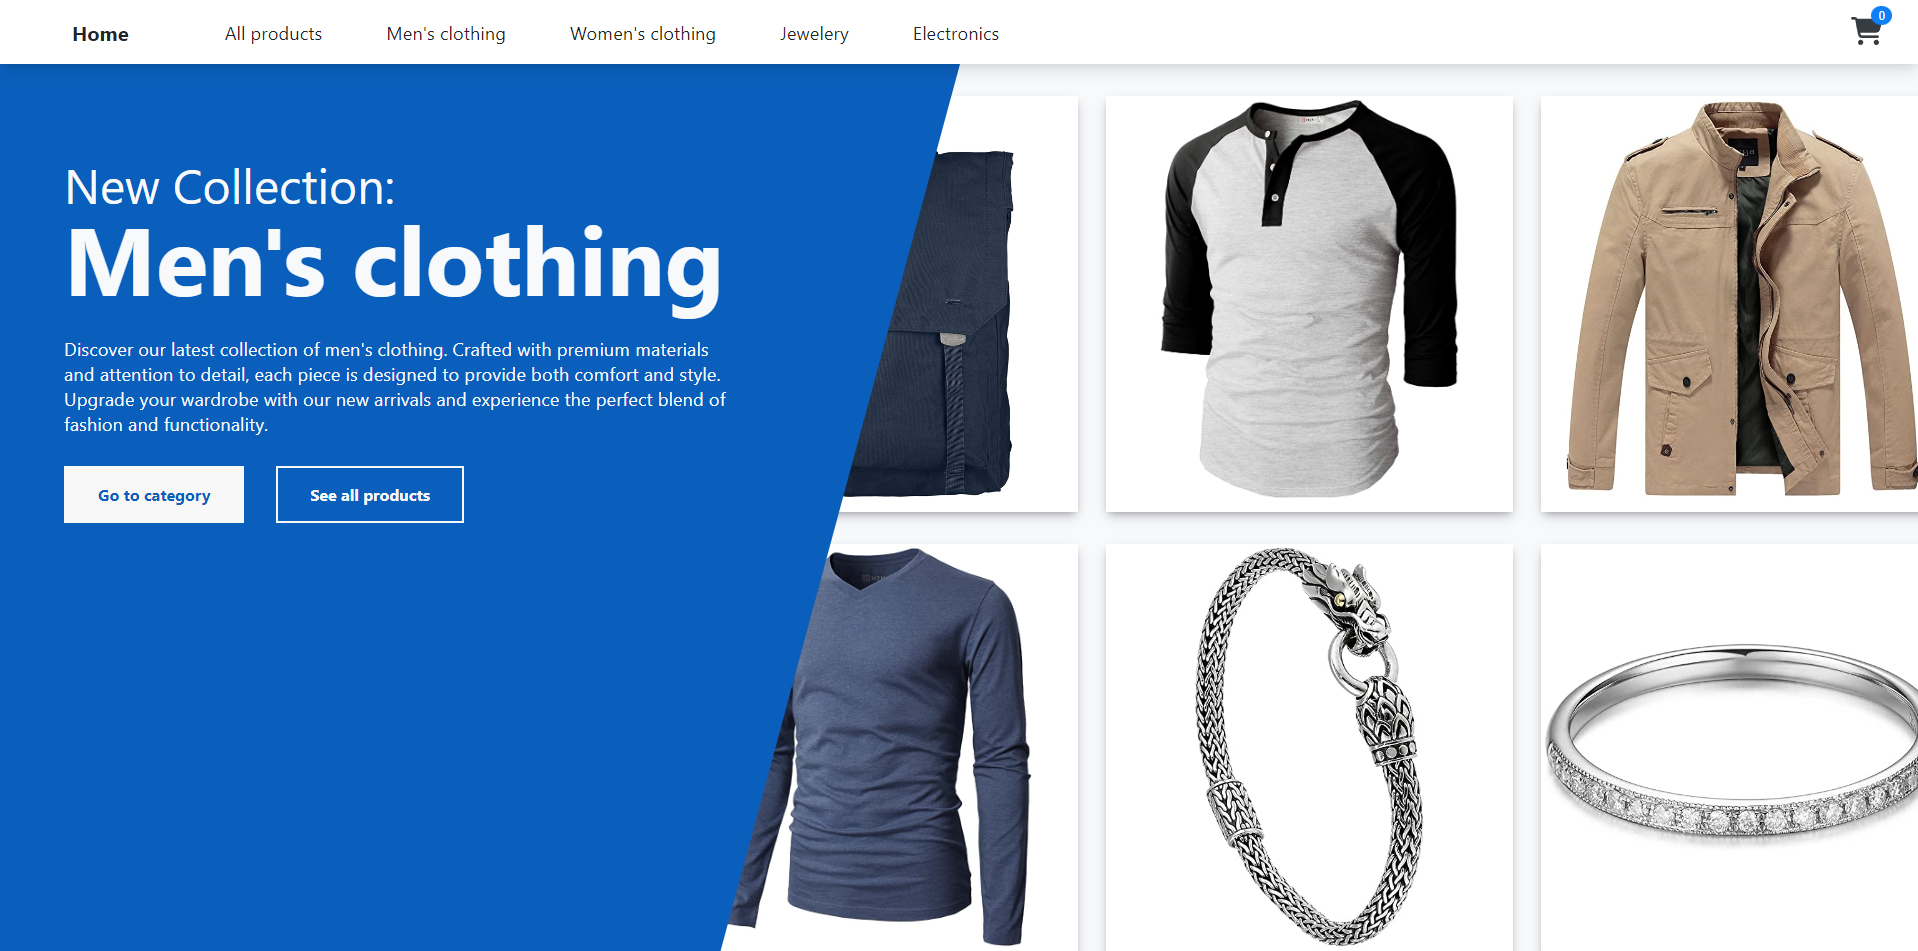 Home
All products
Men's clothing
Women's clothing
Jewelery
Electronics
0
New Collection:
Men's clothing
Discover our latest collection of men's clothing. Crafted with premium materials
and attention to detail, each piece is designed to provide both comfort and style.
Upgrade your wardrobe with our new arrivals and experience the perfect blend of
fashion and functionality.
Go to category
See all products